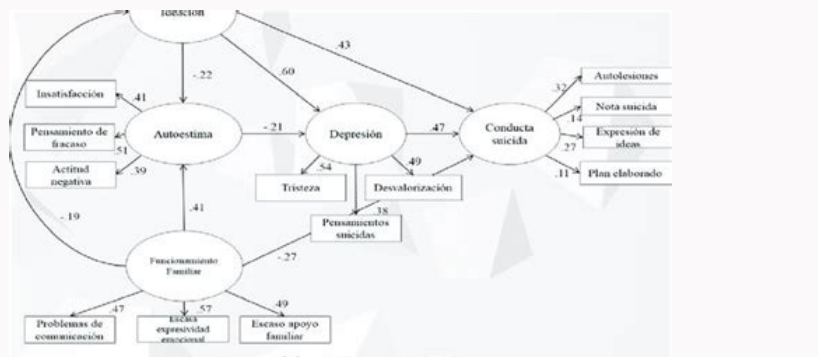 Ideación
.43
-.22
.60
Autolesiones
.32
Insatisfacción
.41
Nota suicida
.14
Pensamiento de
fracaso
.51
Autoestima
-.21
Depresión
.47
Conducta
suicida
Expresión de
ideas
.27
Actitud
negativa
.39
.54
.49
Plan elaborado
.11
Tristeza
Desvalorización
.41
.38
-.19
Pensamientos
suicidas
Funcionamiento
Familiar
-.27
.47
.57
.49
Problemas de
comunicación
Escasa
expresividad
emocional
Escaso apoyo
familiar